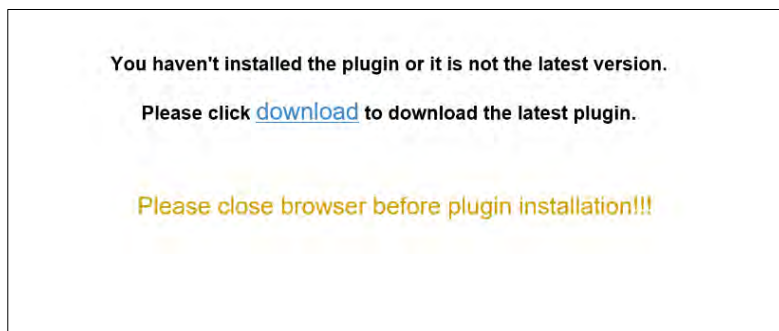 You haven't installed the plugin or it is not the latest version.
Please click download to download the latest plugin.
Please close browser before plugin installation!!!